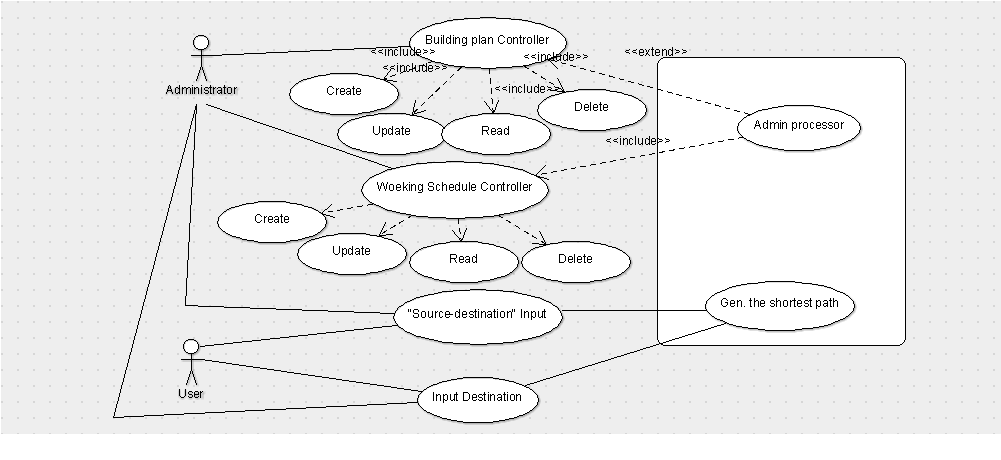 Building plan Controller
<<include>>
<<include>>
<<include>>
<<extend>>
<<include>>
Administrator
Create
Update
Read
Delete
Admin processor
<<include>>
Woeking Schedule Controller
Create
Update
Read
Delete
"Source-destination" Input
Gen. the shortest path
User
Input Destination